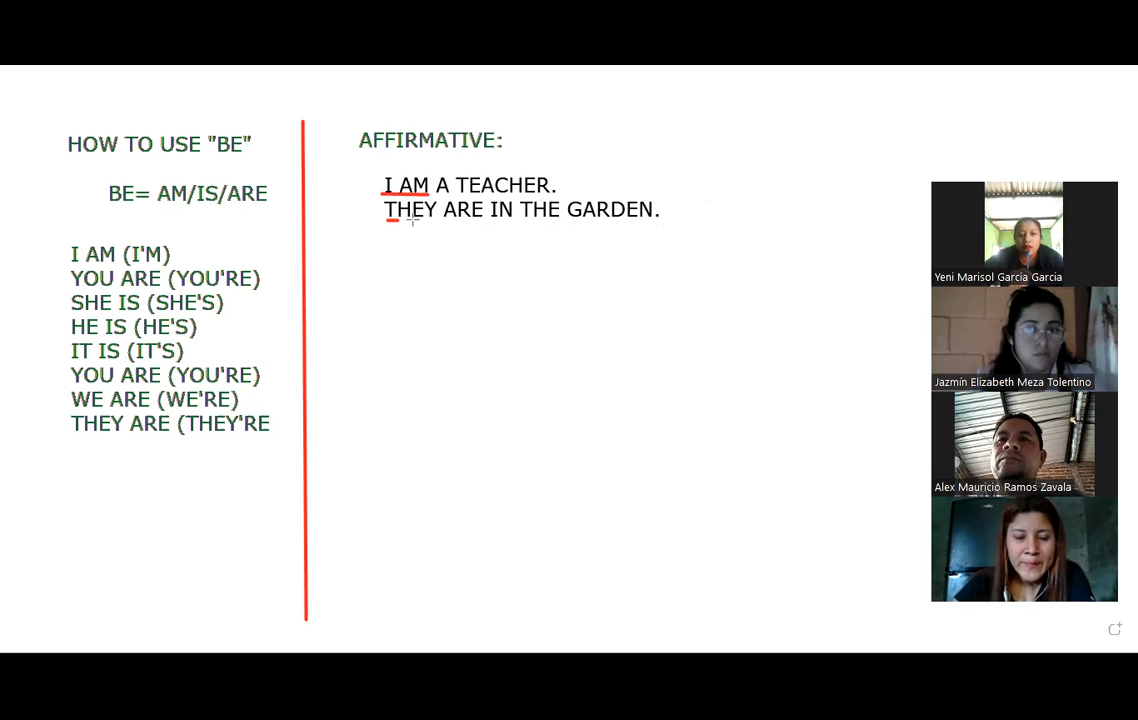 HOW TO USE "BE"
BE= AM/IS/ARE
I AM (I'M)
YOU ARE (YOU'RE)
SHE IS (SHE'S)
HE IS (HE'S)
IT IS (IT'S)
YOU ARE (YOU'RE)
WE ARE (WE'RE)
THEY ARE (THEY'RE
AFFIRMATIVE:
I AM A TEACHER.
THEY ARE IN THE GARDEN.
Yeni Marisol Garcia Garcia
Jazmín Elizabeth Meza Tolentino
Alex Mauricio Ramos Zavala